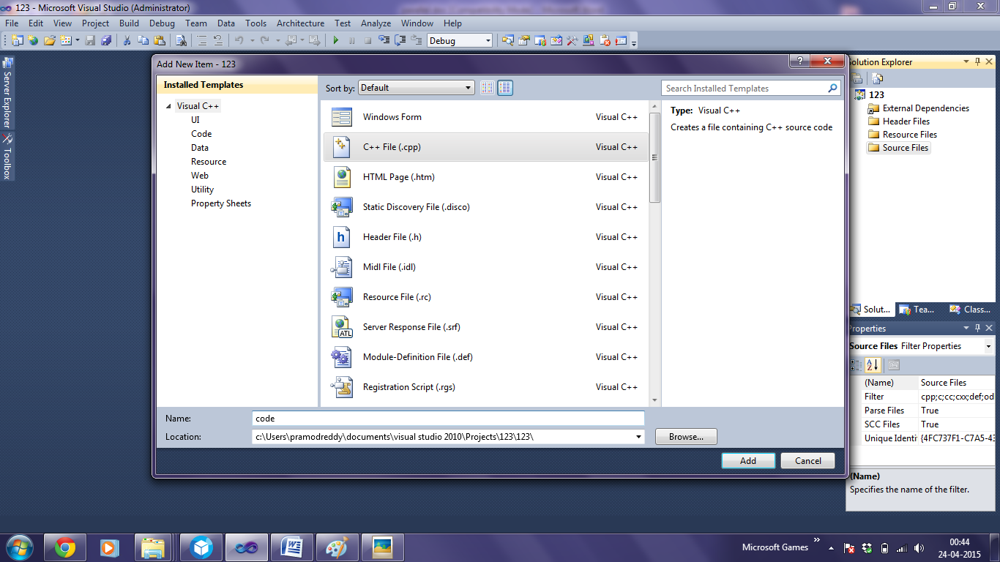 123 - Microsoft Visual Studio (Administrator)
File Edit View Project Build Debug Team Data Tools Architecture Test Analyze Window Help
Debug
Server Explorer
Toolbox
Add New Item - 123
Installed Templates
Visual C++
UI
Code
Data
Resource
Web
Utility
Property Sheets
Sort by: Default
Search Installed Templates
Windows Form Visual C++
C++ File (.cpp) Visual C++
HTML Page (.htm) Visual C++
Static Discovery File (.disco) Visual C++
Header File (.h) Visual C++
h
Midl File (.idl) Visual C++
Resource File (.rc) Visual C++
Server Response File (.srf) Visual C++
ATL
Module-Definition File (.def) Visual C++
Registration Script (.rgs) Visual C++
Type: Visual C++
Creates a file containing C++ source code
Name: code
Location: c:\Users\pramodreddy\documents\visual studio 2010\Projects\123\123\
Browse...
Add Cancel
olution Explorer
123
External Dependencies
Header Files
Resource Files
Source Files
Solut... Tea... Class...
roperties
Source Files Filter Properties
(Name) Source Files
Filter cpp;c;cc;cxx;def;od
Parse Files True
SCC Files True
Unique Identi {4FC737F1-C7A5-43
(Name)
Specifies the name of the filter.
Microsoft Games
00:44
24-04-2015